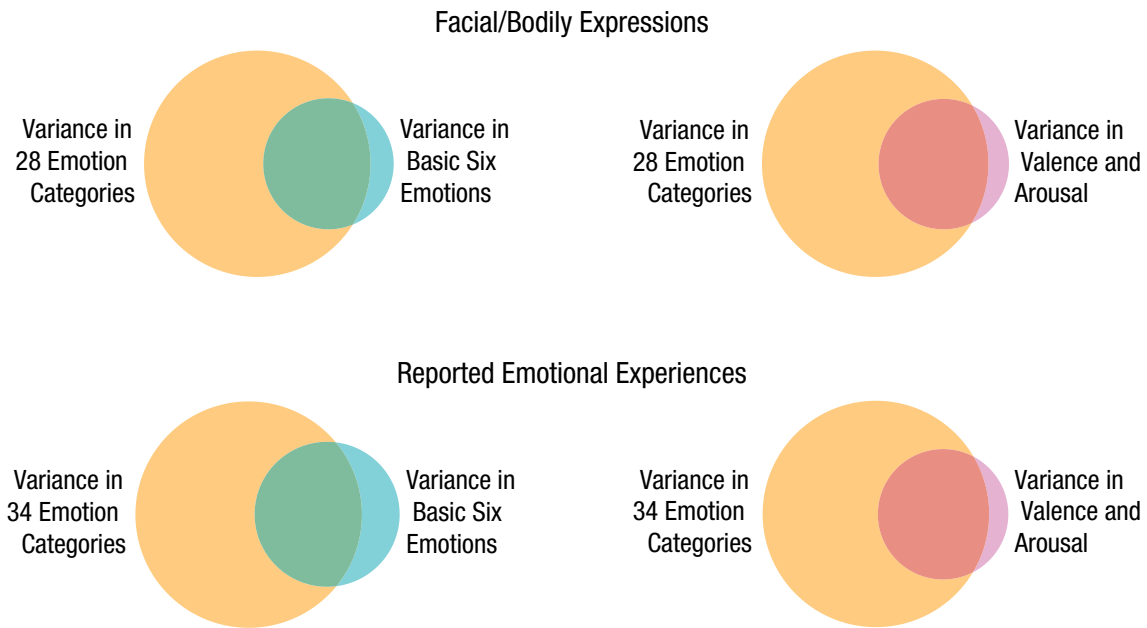 Facial/Bodily Expressions
Variance in
28 Emotion
Categories
Variance in
Basic Six
Emotions
Variance in
28 Emotion
Categories
Variance in
Valence and
Arousal
Reported Emotional Experiences
Variance in
34 Emotion
Categories
Variance in
Basic Six
Emotions
Variance in
34 Emotion
Categories
Variance in
Valence and
Arousal